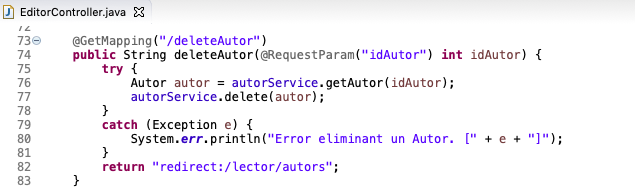 EditorController.java
72
73 @GetMapping("/deleteAutor")
74 public String deleteAutor(@RequestParam("idAutor") int idAutor) {
75 try {
76 Autor autor = autorService.getAutor(idAutor);
77 autorService.delete(autor);
78 }
79 catch (Exception e) {
80 System.err.println("Error eliminant un Autor. [" + e + "]");
81 }
82 return "redirect:/lector/autors";
83 }